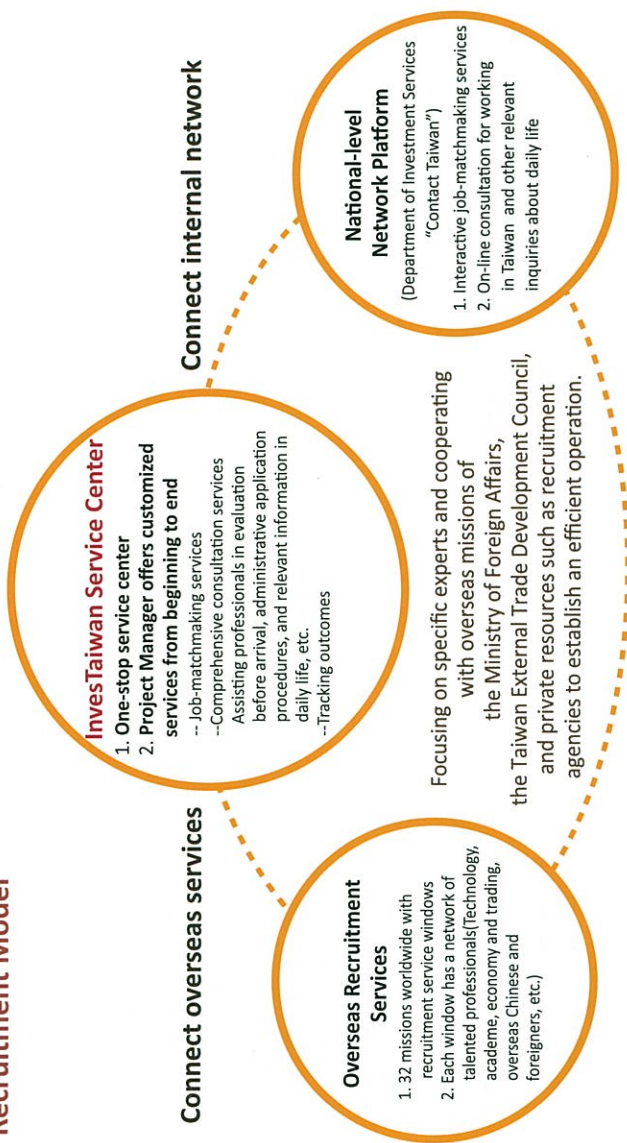 Recruitment Model
InvesTaiwan Service Center
1. One-stop service center
2. Project Manager offers customized
services from beginning to end
-- Job-matchmaking services
--Comprehensive consultation services
Assisting professionals in evaluation
before arrival, administrative application
procedures, and relevant information in
daily life, etc.
--Tracking outcomes
Connect overseas services
Connect internal network
Overseas Recruitment
Services
1. 32 missions worldwide with
recruitment service windows
2. Each window has a network of
talented professionals(Technology,
academe, economy and trading,
overseas Chinese and
foreigners, etc.)
Focusing on specific experts and cooperating
with overseas missions of
the Ministry of Foreign Affairs,
the Taiwan External Trade Development Council,
and private resources such as recruitment
agencies to establish an efficient operation.
National-level
Network Platform
(Department of Investment Services
"Contact Taiwan")
1. Interactive job-matchmaking services
2. On-line consultation for working
in Taiwan and other relevant
inquiries about daily life